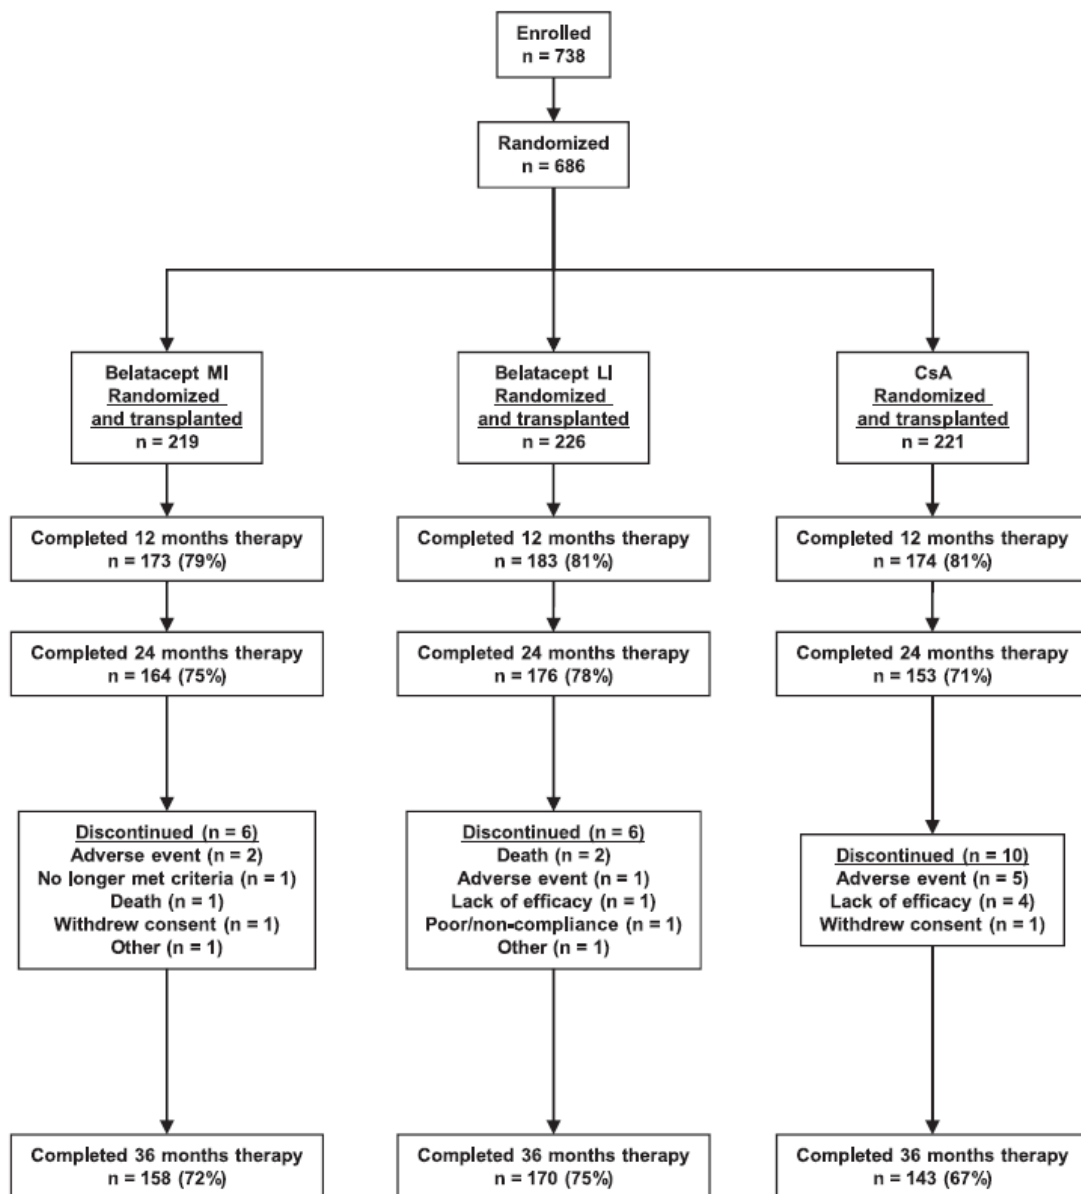 Enrolled
n = 738
Randomized
n = 686
Belatacept MI
Randomized
and transplanted
n = 219
Belatacept LI
Randomized
and transplanted
n = 226
CsA
Randomized
and transplanted
n = 221
Completed 12 months therapy
n = 173 (79%)
Completed 12 months therapy
n = 183 (81%)
Completed 12 months therapy
n = 174 (81%)
Completed 24 months therapy
n = 164 (75%)
Completed 24 months therapy
n = 176 (78%)
Completed 24 months therapy
n = 153 (71%)
Discontinued (n = 6)
Adverse event (n = 2)
No longer met criteria (n = 1)
Death (n = 1)
Withdrew consent (n = 1)
Other (n = 1)
Discontinued (n = 6)
Death (n = 2)
Adverse event (n = 1)
Lack of efficacy (n = 1)
Poor/non-compliance (n = 1)
Other (n = 1)
Discontinued (n = 10)
Adverse event (n = 5)
Lack of efficacy (n = 4)
Withdrew consent (n = 1)
Completed 36 months therapy
n = 158 (72%)
Completed 36 months therapy
n = 170 (75%)
Completed 36 months therapy
n = 143 (67%)